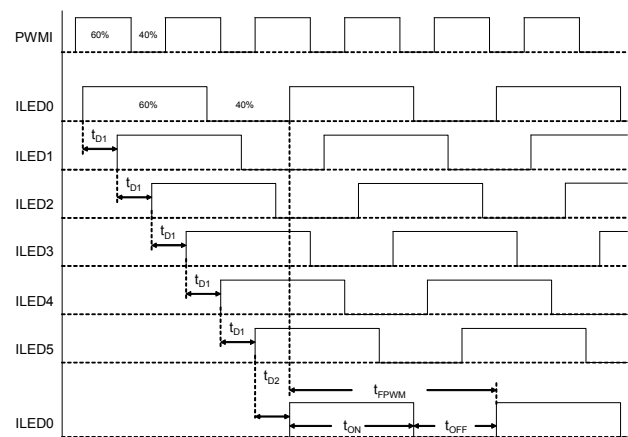 PWMI
60% 40%
ILED0
60% 40%
tD1
ILED1
tD1
ILED2
tD1
ILED3
tD1
ILED4
tD1
ILED5
tD2
tFPWM
tON tOFF
ILED0